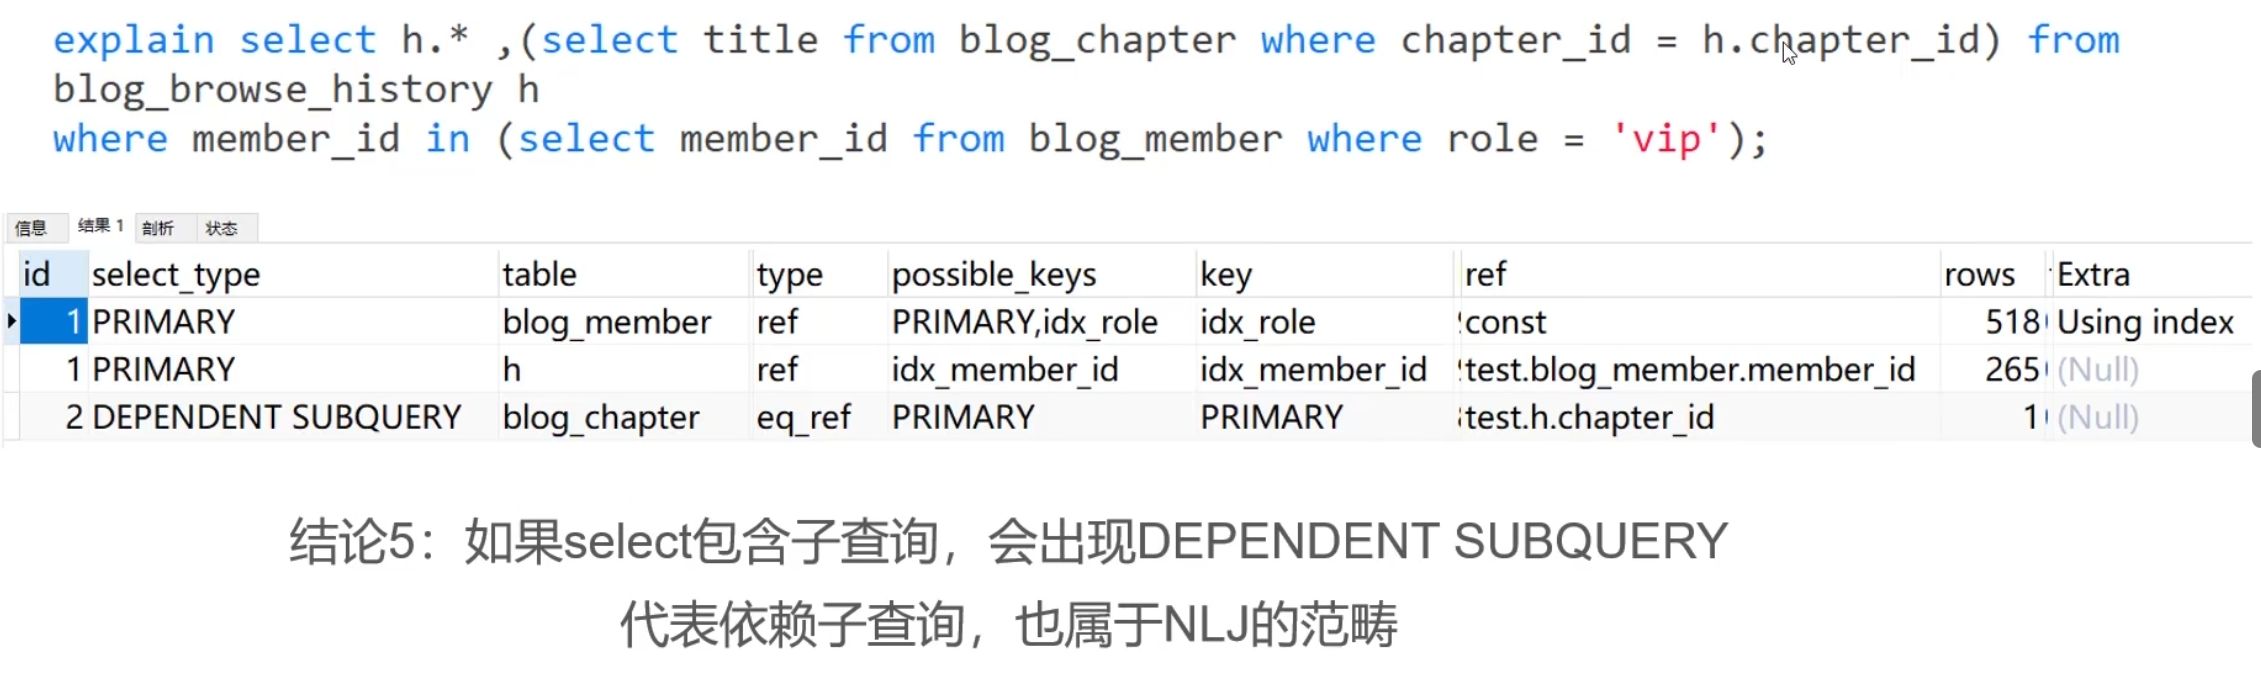 explain select h.* ,(select title from blog_chapter where chapter_id = h.chapter_id) from
blog_browse_history h
where member_id in (select member_id from blog_member where role = 'vip');
信息 结果 1 剖析 状态
id select_type table type possible_keys key ref rows Extra
1 PRIMARY blog_member ref PRIMARY,idx_role idx_role const 518 Using index
1 PRIMARY h ref idx_member_id idx_member_id test.blog_member.member_id 265 (Null)
2 DEPENDENT SUBQUERY blog_chapter eq_ref PRIMARY PRIMARY test.h.chapter_id 1 (Null)
结论5：如果select包含子查询，会出现DEPENDENT SUBQUERY
代表依赖子查询，也属于NLJ的范畴